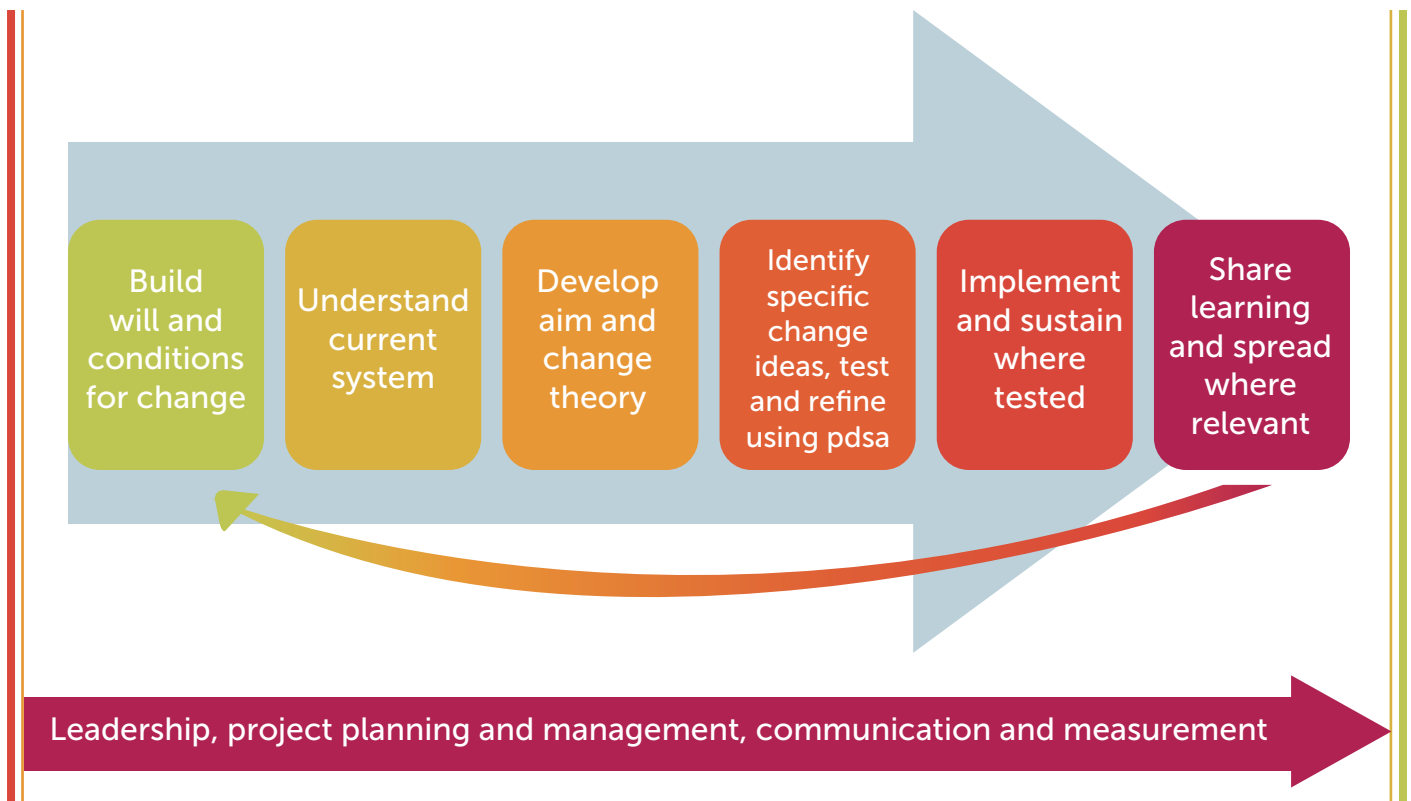 Build
will and
conditions
for change
Understand
current
system
Develop
aim and
change
theory
Identify
specific
change
ideas, test
and refine
using pdsa
Implement
and sustain
where
tested
Share
learning
and spread
where
relevant
Leadership, project planning and management, communication and measurement